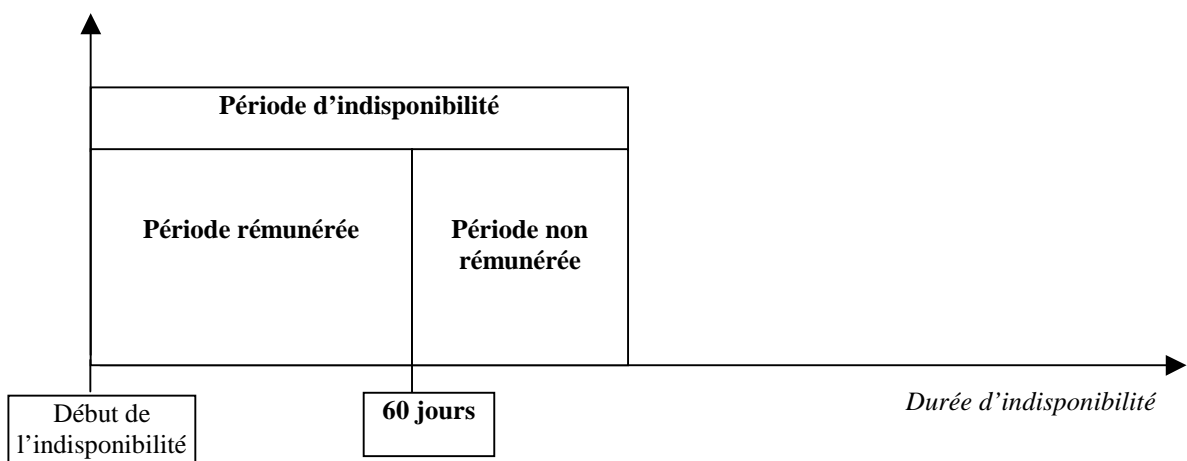 Période d’indisponibilité
Période rémunérée
Période non
rémunérée
Début de
l’indisponibilité
60 jours
Durée d’indisponibilité